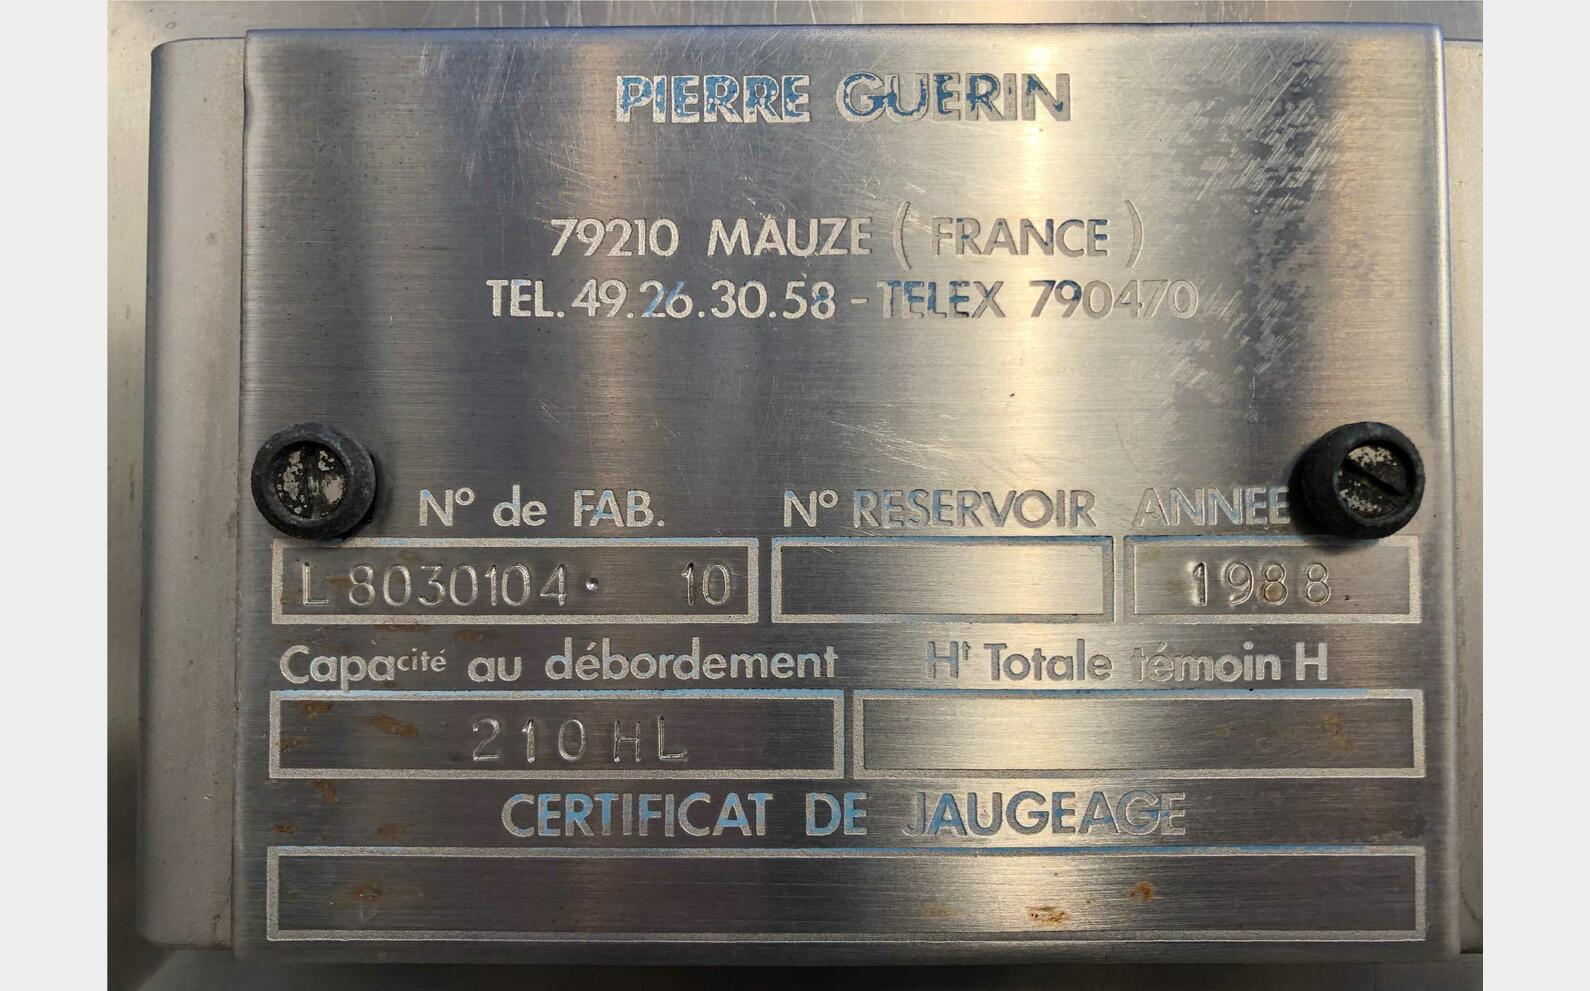 PIERRE GUERIN
79210 MAUZE (FRANCE)
TEL. 49.26.30.58 - TELEX 790470
N° de FAB. N° RESERVOIR ANNEE
L 8030104 · 10 1988
Capacité au débordement Ht Totale témoin H
210 HL
CERTIFICAT DE JAUGEAGE